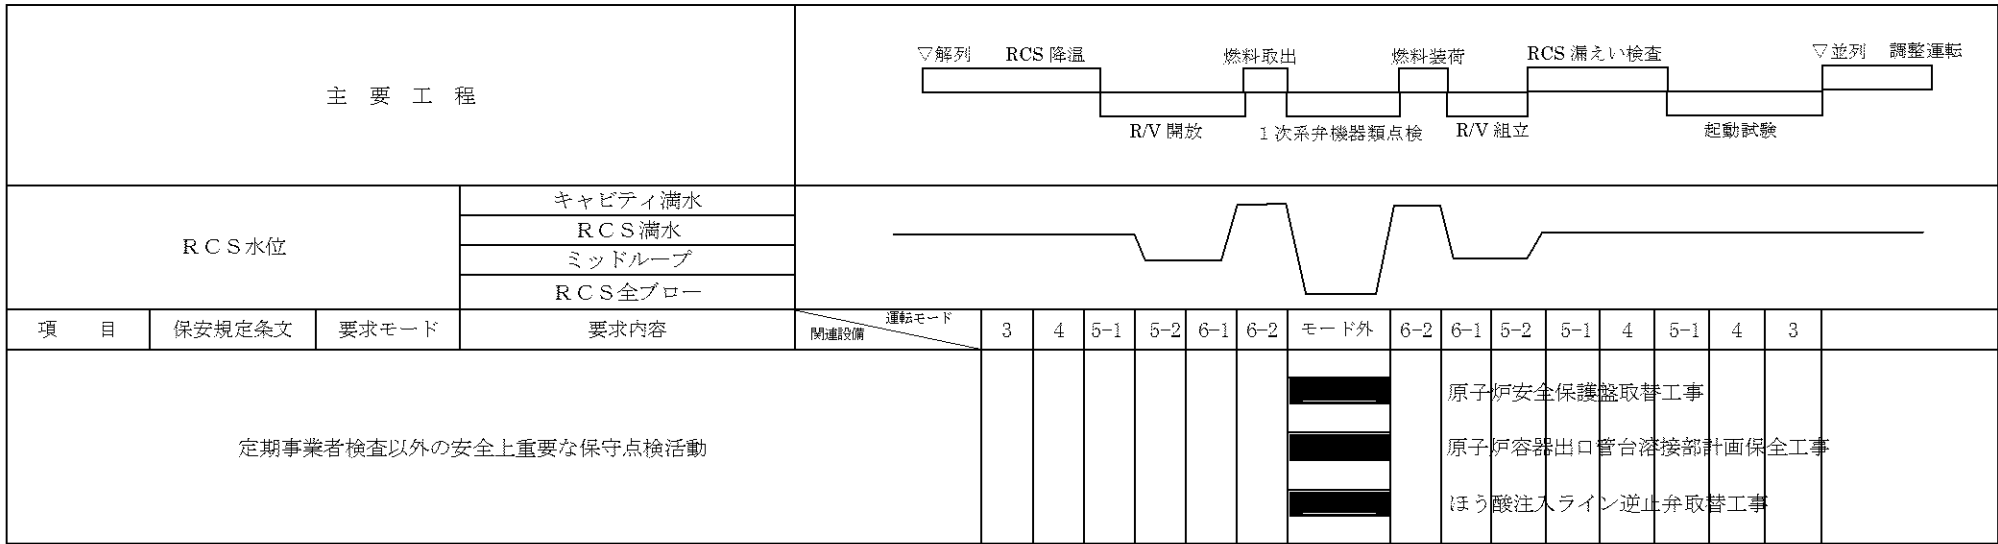 主 要 工 程
▽解列 RCS 降温 燃料取出 燃料装荷 RCS 漏えい検査 ▽並列 調整運転
R/V 開放 1次系弁機器類点検 R/V 組立 起動試験
RCS水位
キャビティ満水
RCS満水
ミッドループ
RCS全ブロー
項 目 保安規定条文 要求モード 要求内容 運転モード 関連設備 3 4 5-1 5-2 6-1 6-2 モード外 6-2 6-1 5-2 5-1 4 5-1 4 3
定期事業者検査以外の安全上重要な保守点検活動
原子炉安全保護盤取替工事
原子炉容器出口管台溶接部計画保全工事
ほう酸注入ライン逆止弁取替工事